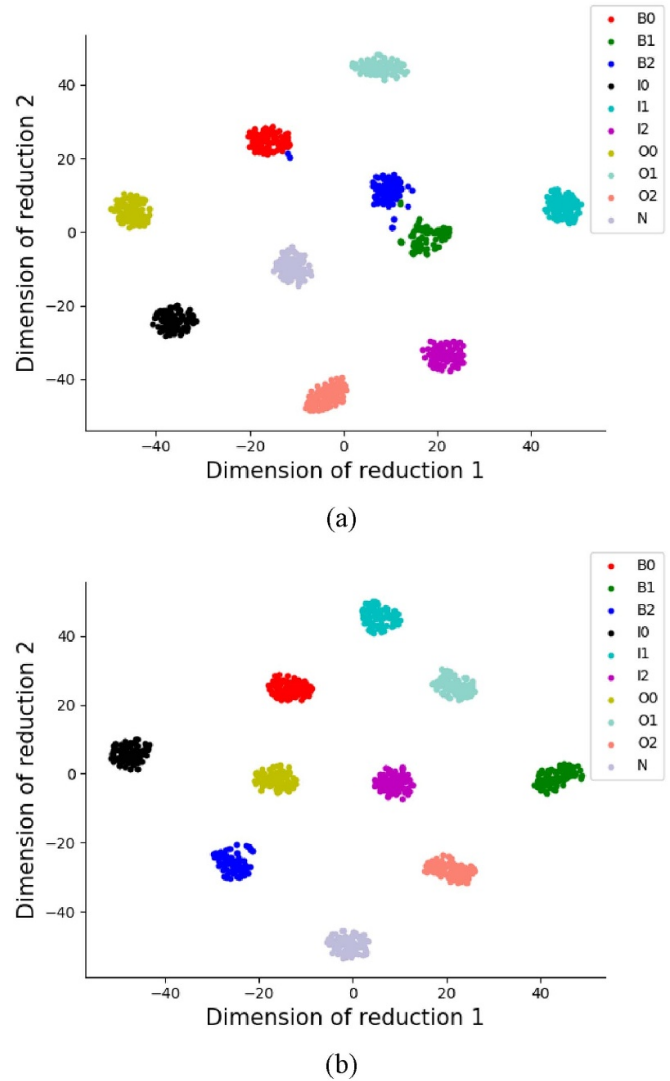 B0
B1
B2
I0
I1
I2
O0
O1
O2
N
40
20
0
−20
−40
Dimension of reduction 2
−40
−20
0
20
40
Dimension of reduction 1
(a)
B0
B1
B2
I0
I1
I2
O0
O1
O2
N
40
20
0
−20
−40
Dimension of reduction 2
−40
−20
0
20
40
Dimension of reduction 1
(b)